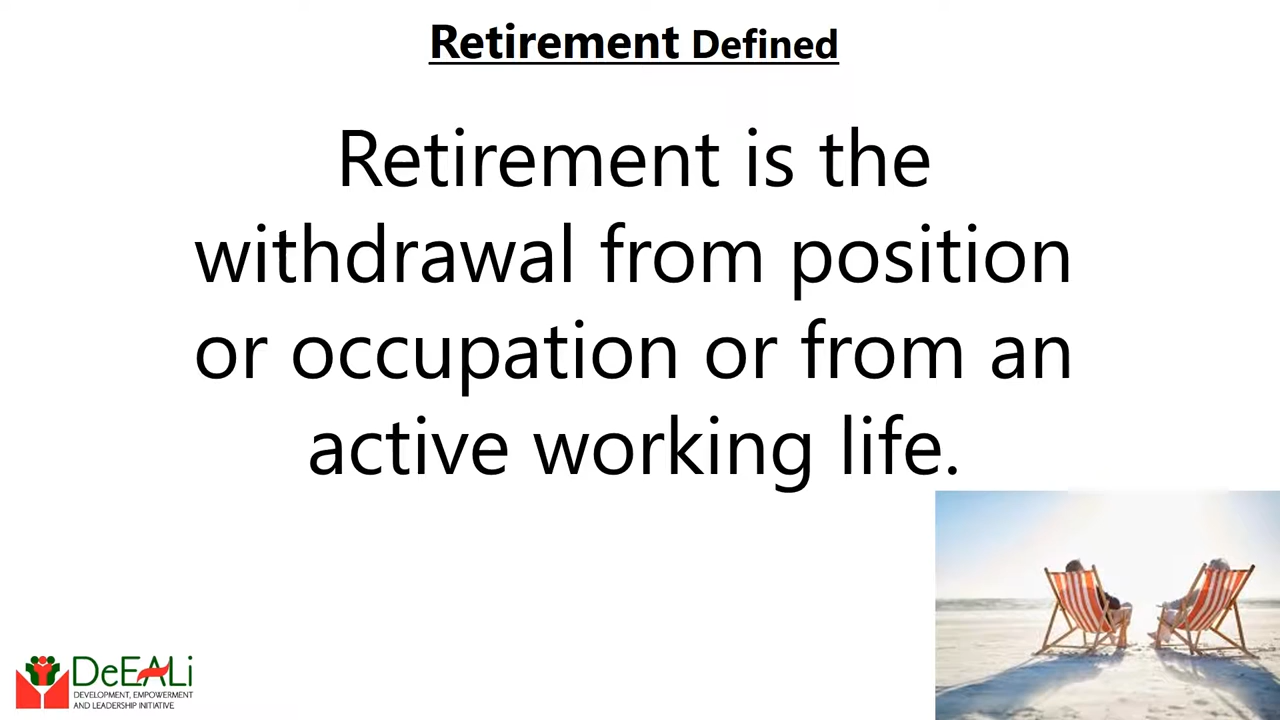 Retirement Defined
Retirement is the
withdrawal from position
or occupation or from an
active working life.
DeEALi
DEVELOPMENT, EMPOWERMENT
AND LEADERSHIP INITIATIVE